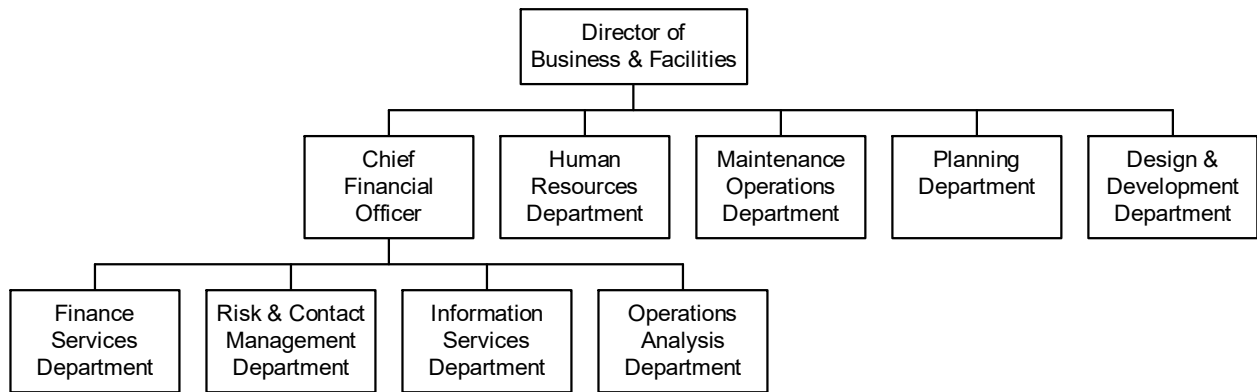 Director of
Business & Facilities
Chief
Financial
Officer
Human
Resources
Department
Maintenance
Operations
Department
Planning
Department
Design &
Development
Department
Finance
Services
Department
Risk & Contact
Management
Department
Information
Services
Department
Operations
Analysis
Department